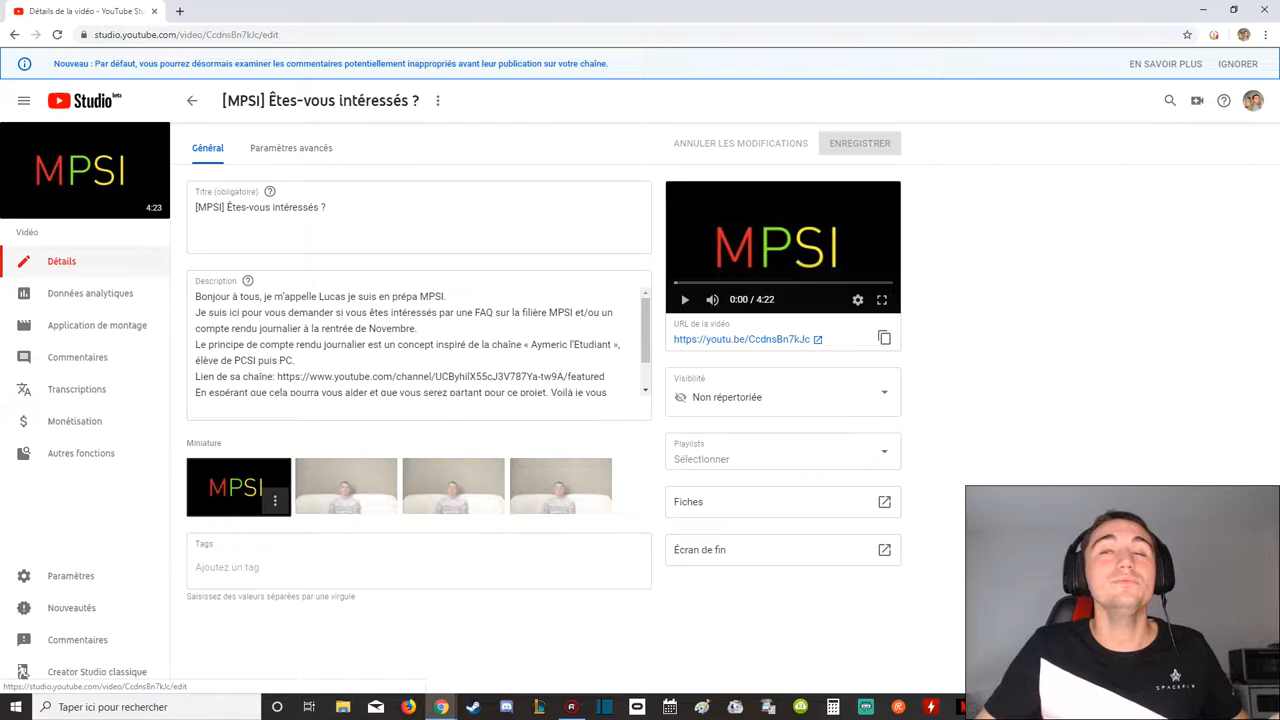 Détails de la vidéo - YouTube Stu
studio.youtube.com/video/CcdnsBn7kJc/edit
Nouveau : Par défaut, vous pourrez désormais examiner les commentaires potentiellement inappropriés avant leur publication sur votre chaîne.
EN SAVOIR PLUS
IGNORER
Studio beta
[MPSI] Êtes-vous intéressés ?
MPSI
4:23
Vidéo
Détails
Données analytiques
Application de montage
Commentaires
Transcriptions
Monétisation
Autres fonctions
Paramètres
Nouveautés
Commentaires
Creator Studio classique
https://studio.youtube.com/video/CcdnsBn7kJc/edit
Général
Paramètres avancés
ANNULER LES MODIFICATIONS
ENREGISTRER
Titre (obligatoire)
[MPSI] Êtes-vous intéressés ?
Description
Bonjour à tous, je m'appelle Lucas je suis en prépa MPSI.
Je suis ici pour vous demander si vous êtes intéressés par une FAQ sur la filière MPSI et/ou un
compte rendu journalier à la rentrée de Novembre.
Le principe de compte rendu journalier est un concept inspiré de la chaîne « Aymeric l'Etudiant »,
élève de PCSI puis PC.
Lien de sa chaîne: https://www.youtube.com/channel/UCByhilX55cJ3V787Ya-tw9A/featured
En espérant que cela pourra vous aider et que vous serez partant pour ce projet. Voilà je vous
Miniature
MPSI
Tags
Ajoutez un tag
Saisissez des valeurs séparées par une virgule
MPSI
0:00 / 4:22
URL de la vidéo
https://youtu.be/CcdnsBn7kJc
Visibilité
Non répertoriée
Playlists
Sélectionner
Fiches
Écran de fin
Taper ici pour rechercher